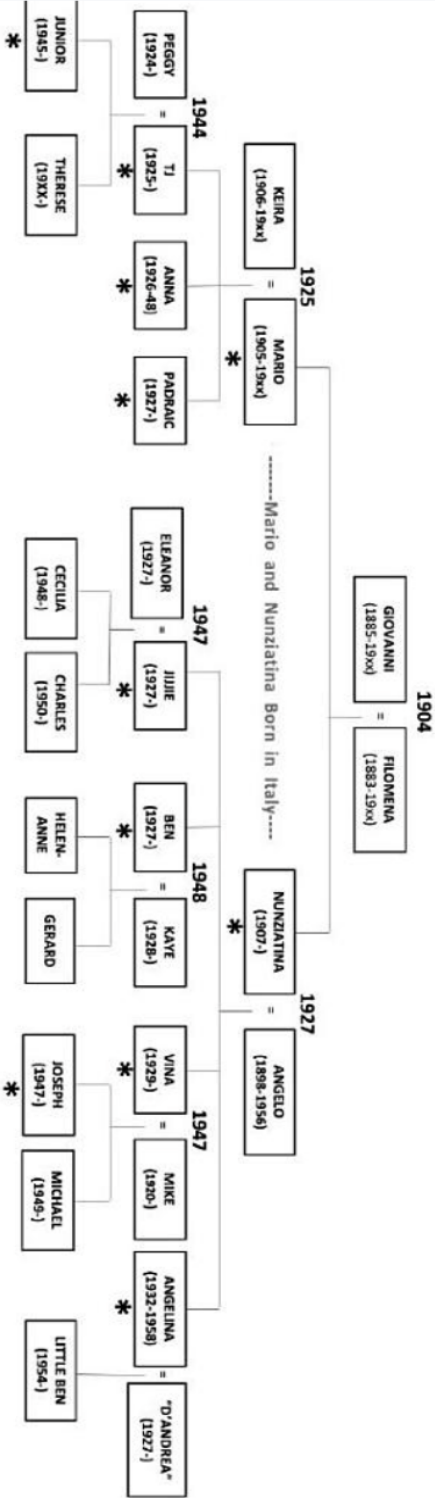 1904
GIOVANNI
(1885-19xx)
=
FILOMENA
(1883-19xx)
1925
KEIRA
(1906-19xx)
=
MARIO
(1905-19xx)
*
-------Mario and Nunziatina Born in Italy----
1927
NUNZIATINA
(1907-)
*
=
ANGELO
(1898-1956)
1944
PEGGY
(1924-)
=
TJ
(1925-)
*
ANNA
(1926-48)
*
PADRAIC
(1927-)
*
1947
ELEANOR
(1927-)
=
JIJIE
(1927-)
*
1948
BEN
(1927-)
*
=
KAYE
(1928-)
1947
VINA
(1929-)
*
=
MIKE
(1920-)
ANGELINA
(1932-1958)
*
=
"D'ANDREA"
(1927-)
JUNIOR
(1945-)
*
THERESE
(19XX-)
CECILIA
(1948-)
CHARLES
(1950-)
HELEN-
ANNE
GERARD
JOSEPH
(1947-)
*
MICHAEL
(1949-)
LITTLE BEN
(1954-)